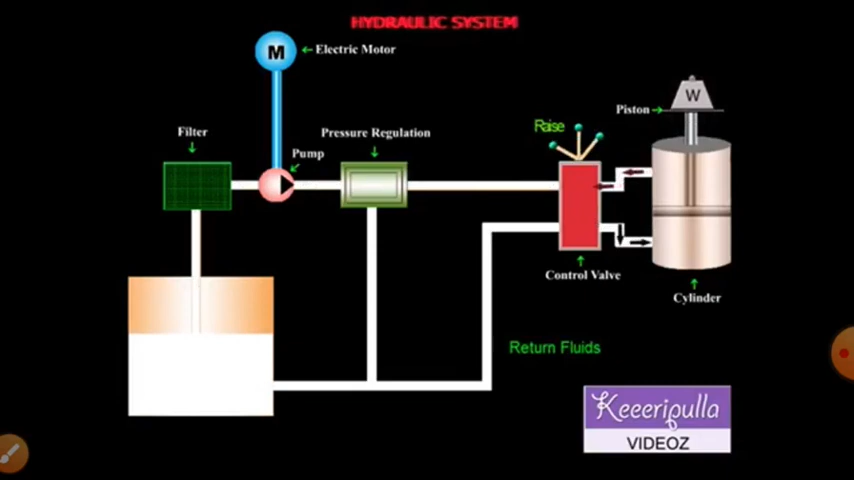 HYDRAULIC SYSTEM
M
Electric Motor
W
Piston
Raise
Filter
Pressure Regulation
Pump
Control Valve
Cylinder
Return Fluids
Keeeripulla
VIDEOZ